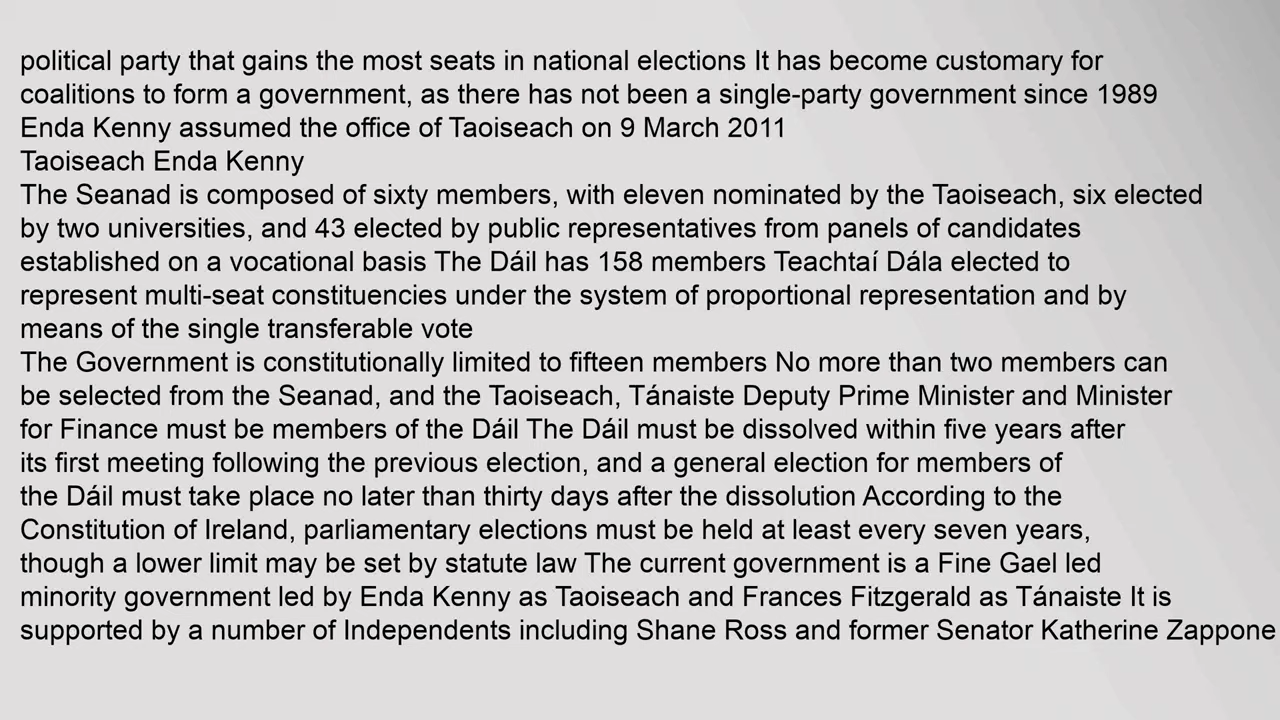 political party that gains the most seats in national elections It has become customary for
coalitions to form a government, as there has not been a single-party government since 1989
Enda Kenny assumed the office of Taoiseach on 9 March 2011
Taoiseach Enda Kenny
The Seanad is composed of sixty members, with eleven nominated by the Taoiseach, six elected
by two universities, and 43 elected by public representatives from panels of candidates
established on a vocational basis The Dáil has 158 members Teachtaí Dála elected to
represent multi-seat constituencies under the system of proportional representation and by
means of the single transferable vote
The Government is constitutionally limited to fifteen members No more than two members can
be selected from the Seanad, and the Taoiseach, Tánaiste Deputy Prime Minister and Minister
for Finance must be members of the Dáil The Dáil must be dissolved within five years after
its first meeting following the previous election, and a general election for members of
the Dáil must take place no later than thirty days after the dissolution According to the
Constitution of Ireland, parliamentary elections must be held at least every seven years,
though a lower limit may be set by statute law The current government is a Fine Gael led
minority government led by Enda Kenny as Taoiseach and Frances Fitzgerald as Tánaiste It is
supported by a number of Independents including Shane Ross and former Senator Katherine Zappone